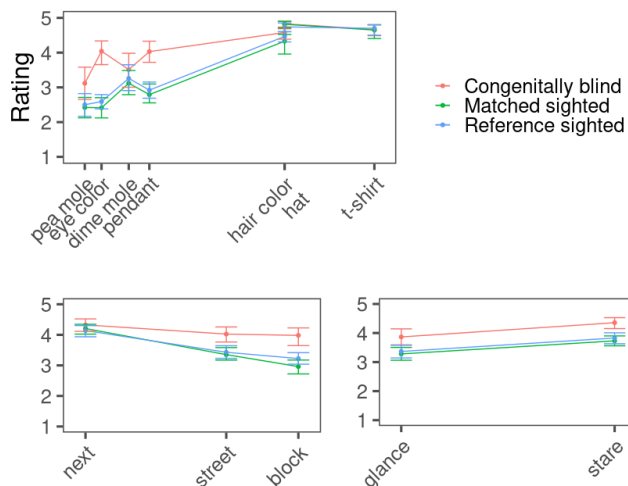 5
4
3
2
1
Rating
pea mole
eye color
dime mole
pendant
hair color
hat
t-shirt
Congenitally blind
Matched sighted
Reference sighted
5
4
3
2
1
next
street
block
5
4
3
2
1
glance
stare